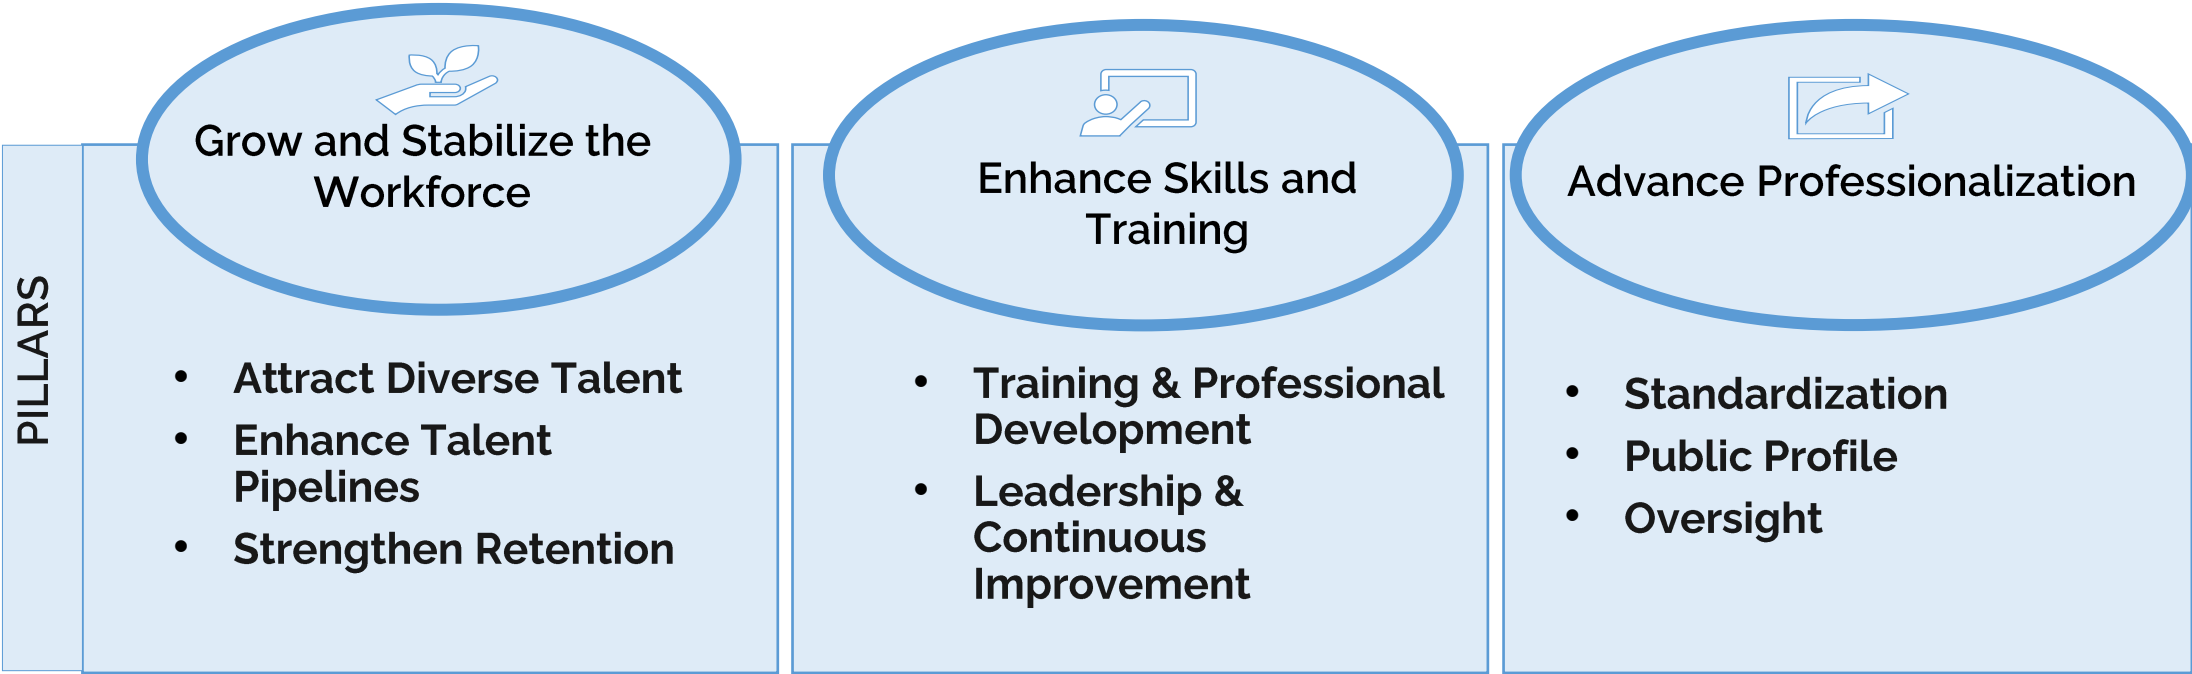 PILLARS
Grow and Stabilize the
Workforce
• Attract Diverse Talent
• Enhance Talent
Pipelines
• Strengthen Retention
Enhance Skills and
Training
• Training & Professional
Development
• Leadership &
Continuous
Improvement
Advance Professionalization
• Standardization
• Public Profile
• Oversight